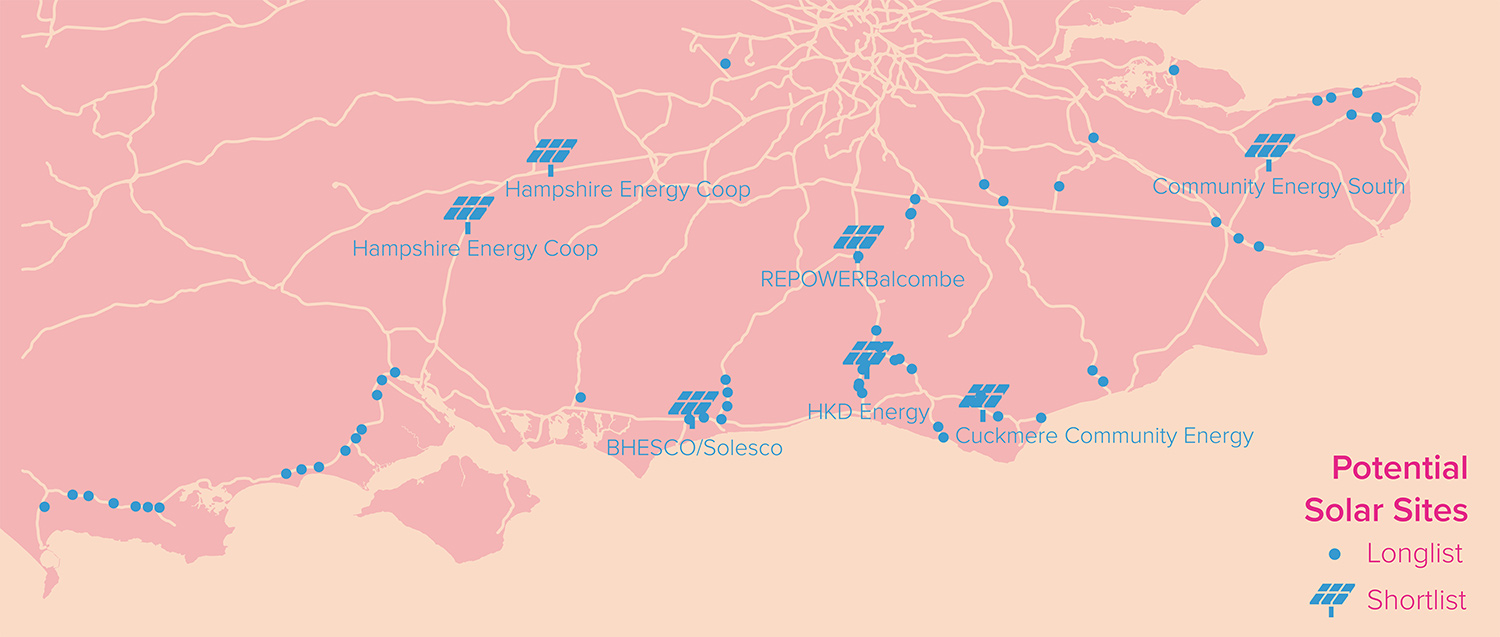 Hampshire Energy Coop
Community Energy South
Hampshire Energy Coop
REPOWERBalcombe
HKD Energy
Cuckmere Community Energy
BHESCO/Solesco
Potential
Solar Sites
Longlist
Shortlist